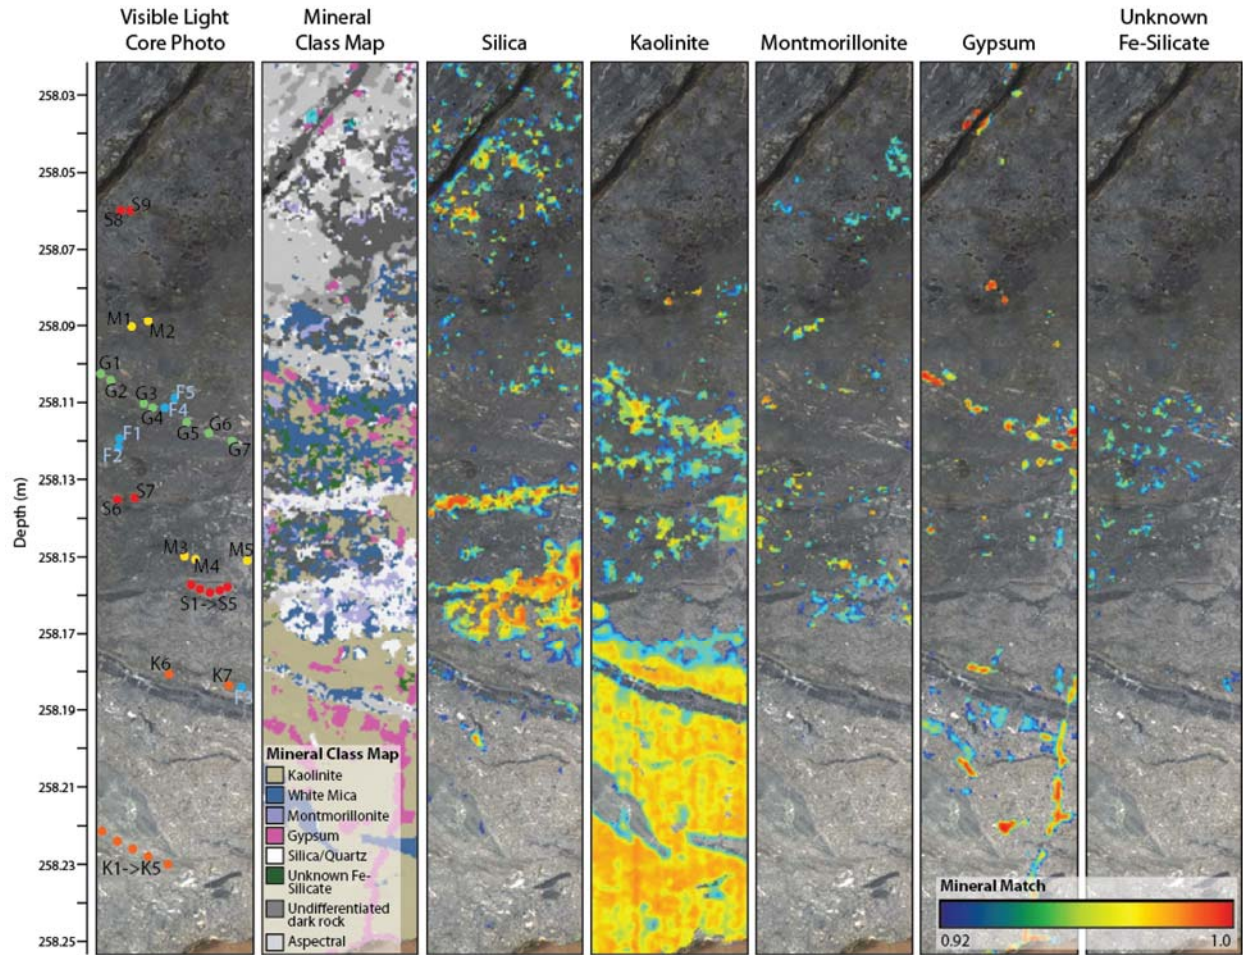 Visible Light
Core Photo
Mineral
Class Map
Silica
Kaolinite
Montmorillonite
Gypsum
Unknown
Fe-Silicate
Depth (m)
258.03
258.05
258.07
258.09
258.11
258.13
258.15
258.17
258.19
258.21
258.23
258.25
S8
S9
M1
M2
G1
G2
G3
F5
F4
G4
G5
G6
F1
G7
F2
S7
S6
M3
M4
M5
S1->S5
K6
K7
F3
K1->K5
Mineral Class Map
Kaolinite
White Mica
Montmorillonite
Gypsum
Silica/Quartz
Unknown Fe-
Silicate
Undifferentiated
dark rock
Aspectral
Mineral Match
0.92
1.0